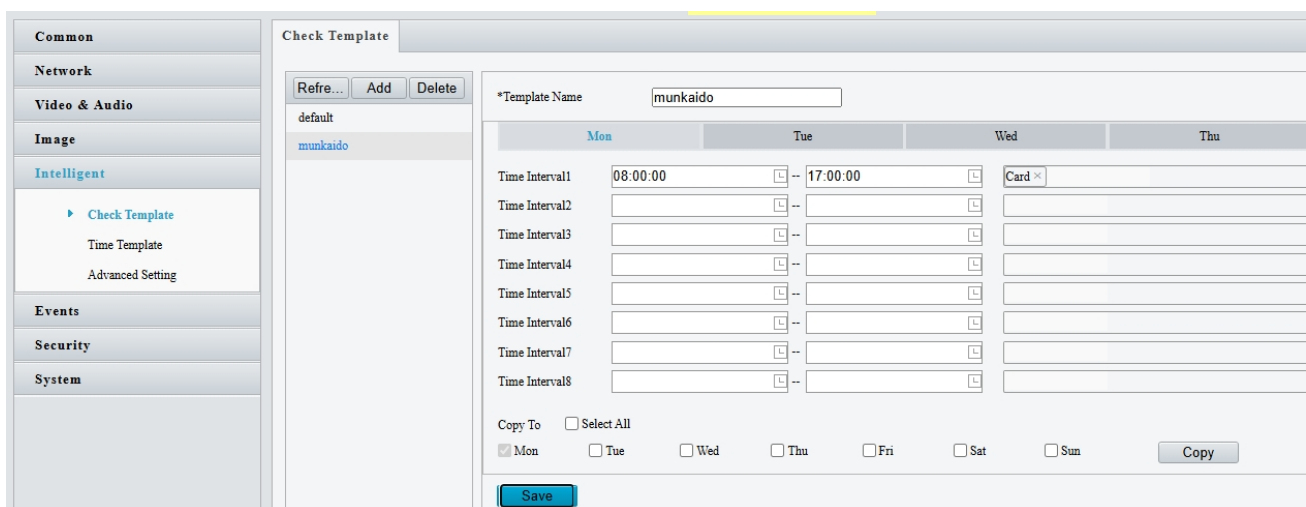 Common
Network
Video & Audio
Image
Intelligent
Check Template
Time Template
Advanced Setting
Events
Security
System
Check Template
Refre... Add Delete
default
munkaido
*Template Name munkaido
Mon Tue Wed Thu
Time Interval1 08:00:00 -- 17:00:00 Card ×
Time Interval2 --
Time Interval3 --
Time Interval4 --
Time Interval5 --
Time Interval6 --
Time Interval7 --
Time Interval8 --
Copy To Select All
Mon Tue Wed Thu Fri Sat Sun Copy
Save